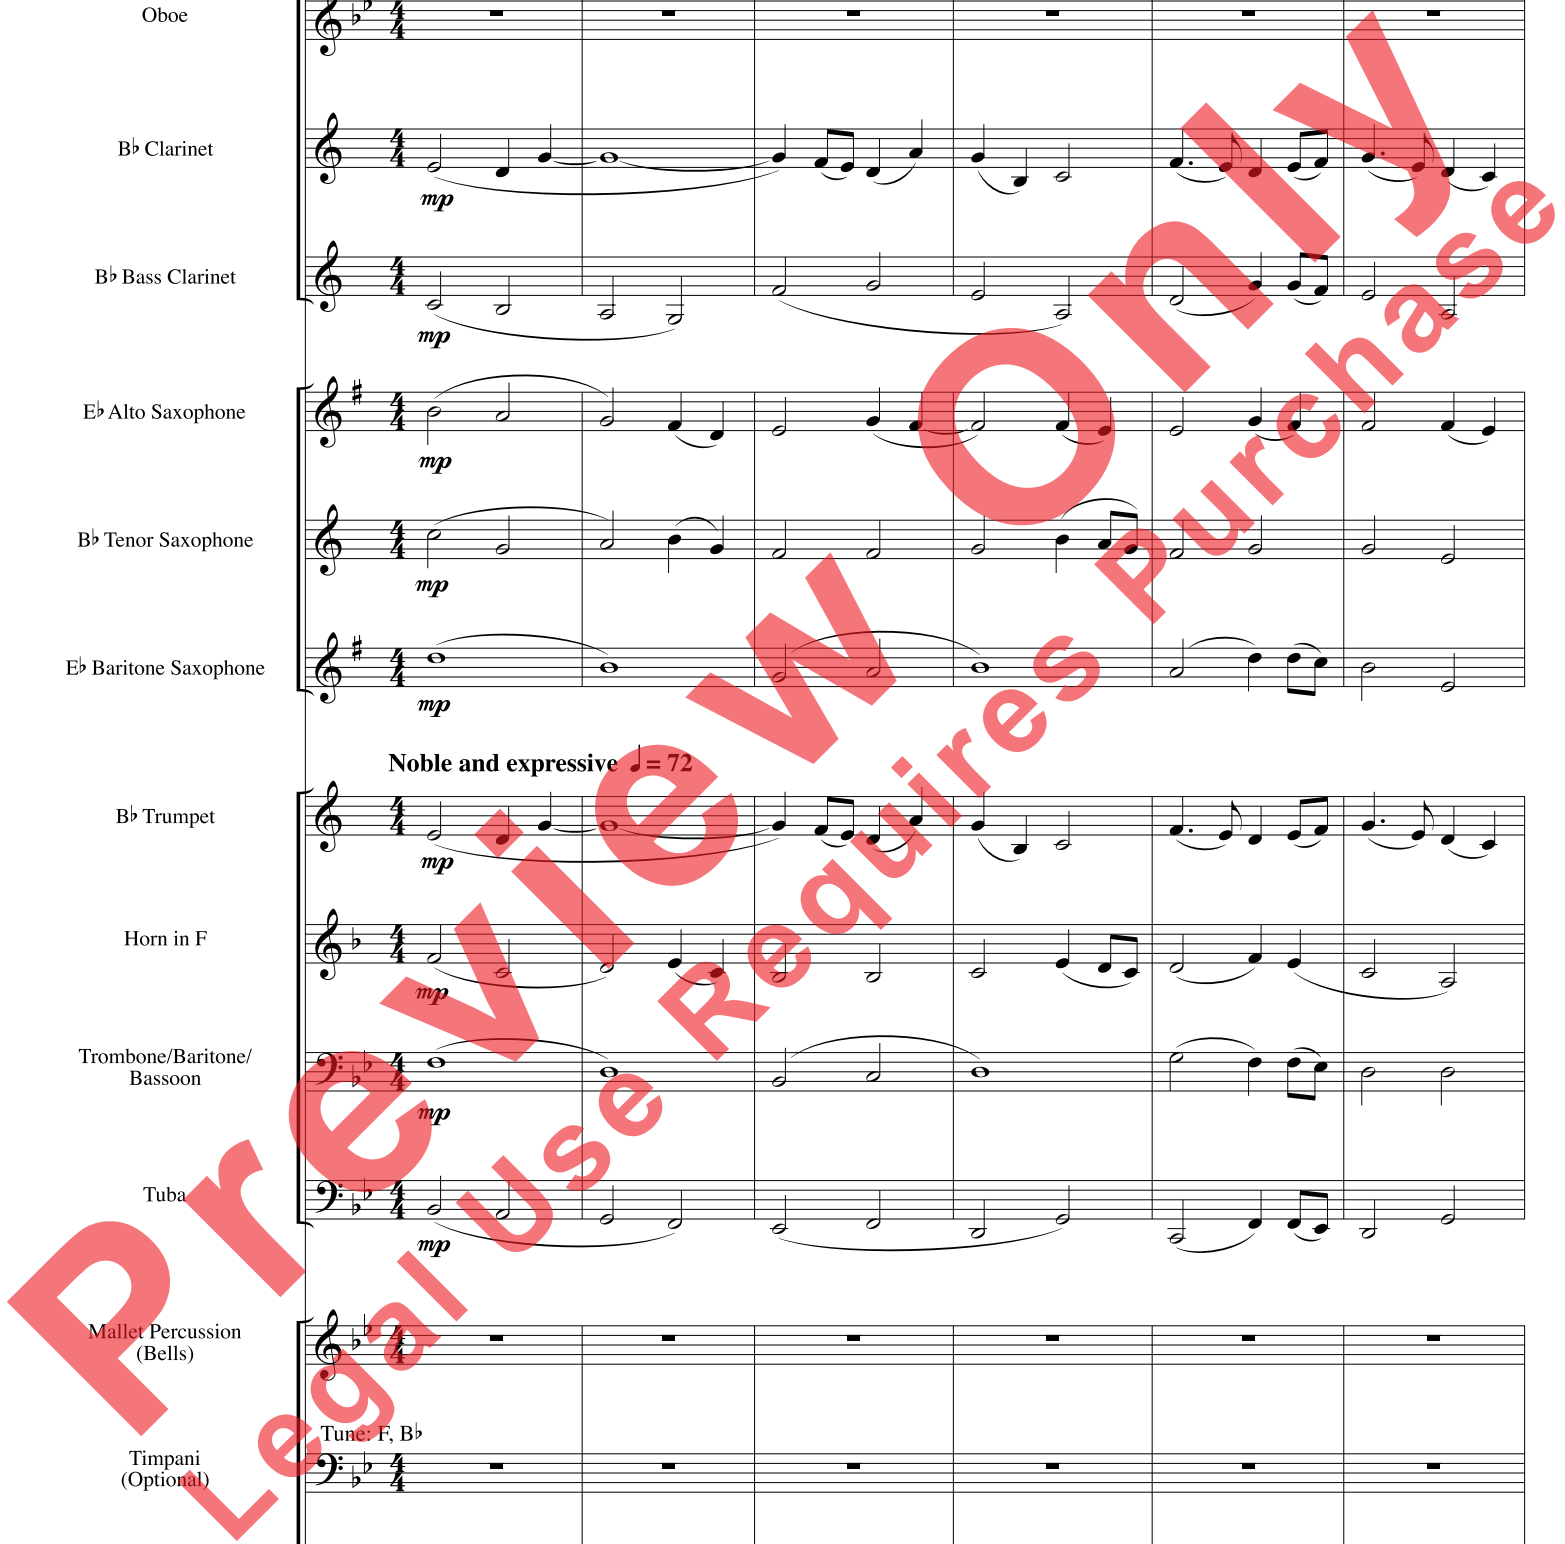 Oboe
B♭ Clarinet
mp
B♭ Bass Clarinet
mp
E♭ Alto Saxophone
mp
B♭ Tenor Saxophone
mp
E♭ Baritone Saxophone
mp
Noble and expressive ♩ = 72
B♭ Trumpet
mp
Horn in F
mp
Trombone/Baritone/
Bassoon
mp
Tuba
mp
Mallet Percussion
(Bells)
Tune: F, B♭
Timpani
(Optional)
Preview Only
Legal Use Requires Purchase